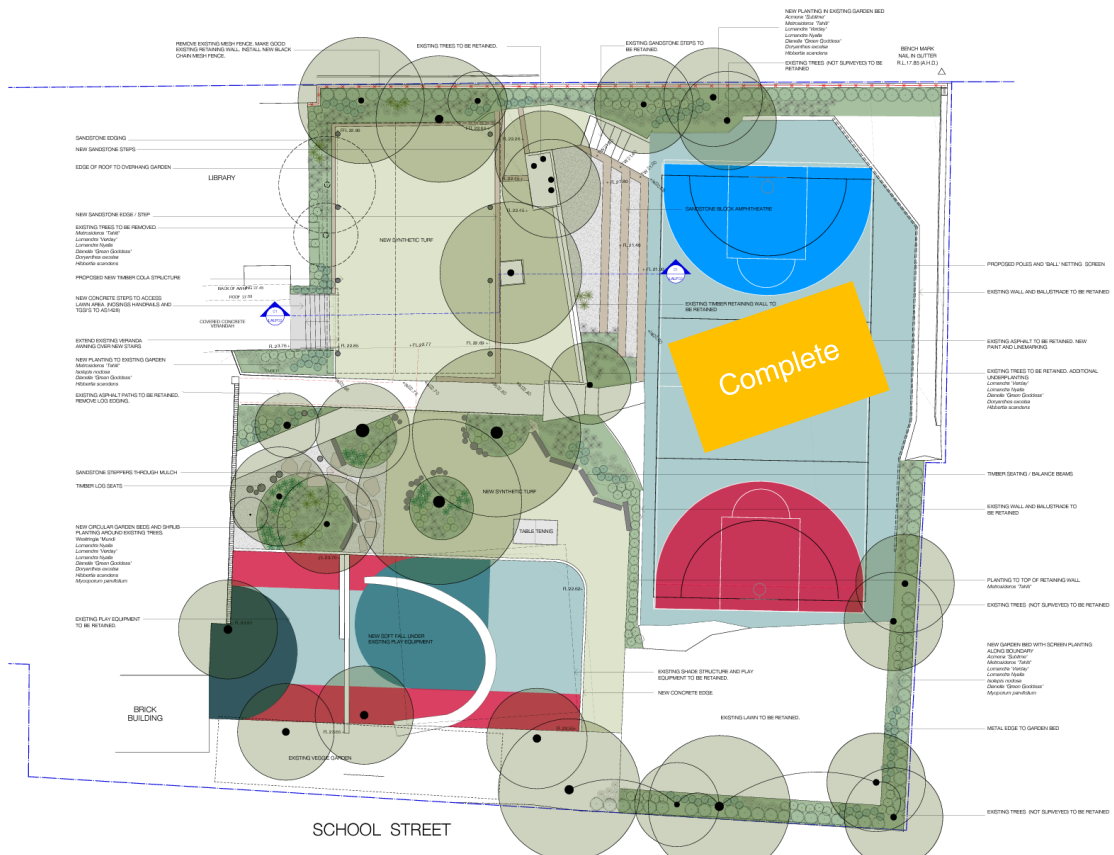 NEW PLANTING IN EXISTING GARDEN BED
Acmena 'Sublime'
Metrosideros 'Tahiti'
Lomandra 'Verday'
Lomandra Nyalla
Dianella 'Green Goddess'
Doryanthes excelsa
Hibbertia scandens
REMOVE EXISTING MESH FENCE. MAKE GOOD
EXISTING RETAINING WALL. INSTALL NEW BLACK
CHAIN MESH FENCE.
EXISTING TREES TO BE RETAINED.
EXISTING SANDSTONE STEPS TO
BE RETAINED
BENCH MARK
NAIL IN GUTTER
R.L.17.85 (A.H.D.)
EXISTING TREES (NOT SURVEYED) TO BE
RETAINED
SANDSTONE EDGING
NEW SANDSTONE STEPS
EDGE OF ROOF TO OVERHANG GARDEN
LIBRARY
NEW SANDSTONE EDGE / STEP
EXISTING TREES TO BE REMOVED.
Metrosideros 'Tahiti'
Lomandra 'Verday'
Lomandra Nyalla
Dianella 'Green Goddess'
Doryanthes excelsa
Hibbertia scandens
SANDSTONE BLOCK AMPHITHEATRE
NEW SYNTHETIC TURF
PROPOSED NEW TIMBER COLA STRUCTURE
PROPOSED POLES AND 'BALL' NETTING SCREEN
EXISTING WALL AND BALLUSTRADE TO BE RETAINED
NEW CONCRETE STEPS TO ACCESS
LAWN AREA. (NOSINGS HANDRAILS AND
TGSI'S TO AS1428)
COVERED CONCRETE
VERANDAH
EXISTING TIMBER RETAINING WALL TO
BE RETAINED
EXTEND EXISTING VERANDA
AWNING OVER NEW STAIRS
EXISTING ASPHALT TO BE RETAINED. NEW
PAINT AND LINEMARKING
Complete
NEW PLANTING TO EXISTING GARDEN
Metrosideros 'Tahiti'
Isolepis nodosa
Dianella 'Green Goddess'
Hibbertia scandens
EXISTING ASPHALT PATHS TO BE RETAINED.
REMOVE LOG EDGING.
EXISTING TREES TO BE RETAINED. ADDITIONAL
UNDERPLANTING
Lomandra 'Verday'
Lomandra Nyalla
Dianella 'Green Goddess'
Doryanthes excelsa
Hibbertia scandens
SANDSTONE STEPPERS THROUGH MULCH
TIMBER LOG SEATS
TIMBER SEATING / BALANCE BEAMS
NEW SYNTHETIC TURF
EXISTING WALL AND BALLUSTRADE TO
BE RETAINED
TABLE TENNIS
NEW CIRCULAR GARDEN BEDS AND SHRUB
PLANTING AROUND EXISTING TREES.
Westringia 'Mundi'
Lomandra Nyalla
Lomandra 'Verday'
Lomandra Nyalla
Dianella 'Green Goddess'
Doryanthes excelsa
Hibbertia scandens
Myoporum parvifolium
PLANTING TO TOP OF RETAINING WALL
Metrosideros 'Tahiti'
EXISTING TREES (NOT SURVEYED) TO BE RETAINED
EXISTING PLAY EQUIPMENT
TO BE RETAINED.
NEW SOFT FALL UNDER
EXISTING PLAY EQUIPMENT
NEW GARDEN BED WITH SCREEN PLANTING
ALONG BOUNDARY
Acmena 'Sublime'
Metrosideros 'Tahiti'
Lomandra 'Verday'
Lomandra Nyalla
Isolepis nodosa
Dianella 'Green Goddess'
Myoporum parvifolium
EXISTING SHADE STRUCTURE AND PLAY
EQUIPMENT TO BE RETAINED.
NEW CONCRETE EDGE.
BRICK
BUILDING
EXISTING LAWN TO BE RETAINED.
METAL EDGE TO GARDEN BED
EXISTING VEGGIE GARDEN
EXISTING TREES (NOT SURVEYED) TO BE RETAINED
SCHOOL STREET